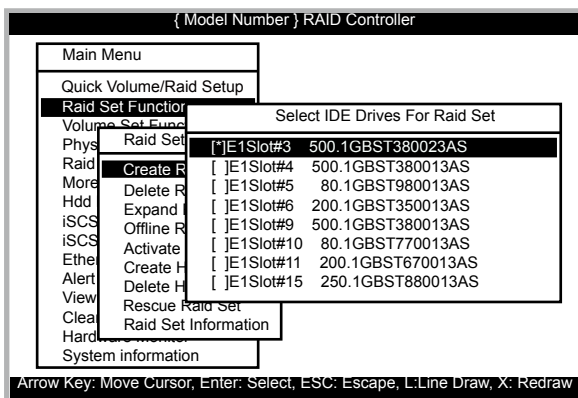 { Model Number } RAID Controller
Main Menu
Quick Volume/Raid Setup
Raid Set Function
Volume Set Func
Phys
Raid
More
Hdd
iSCS
iSCS
Ether
Alert
View
Clear
Hardware Monitor
System information
Raid Set
Create R
Delete R
Expand
Offline R
Activate
Create H
Delete H
Rescue Raid Set
Raid Set Information
Select IDE Drives For Raid Set
[*]E1Slot#3 500.1GBST380023AS
[ ]E1Slot#4 500.1GBST380013AS
[ ]E1Slot#5 80.1GBST980013AS
[ ]E1Slot#6 200.1GBST350013AS
[ ]E1Slot#9 500.1GBST380013AS
[ ]E1Slot#10 80.1GBST770013AS
[ ]E1Slot#11 200.1GBST670013AS
[ ]E1Slot#15 250.1GBST880013AS
Arrow Key: Move Cursor, Enter: Select, ESC: Escape, L:Line Draw, X: Redraw